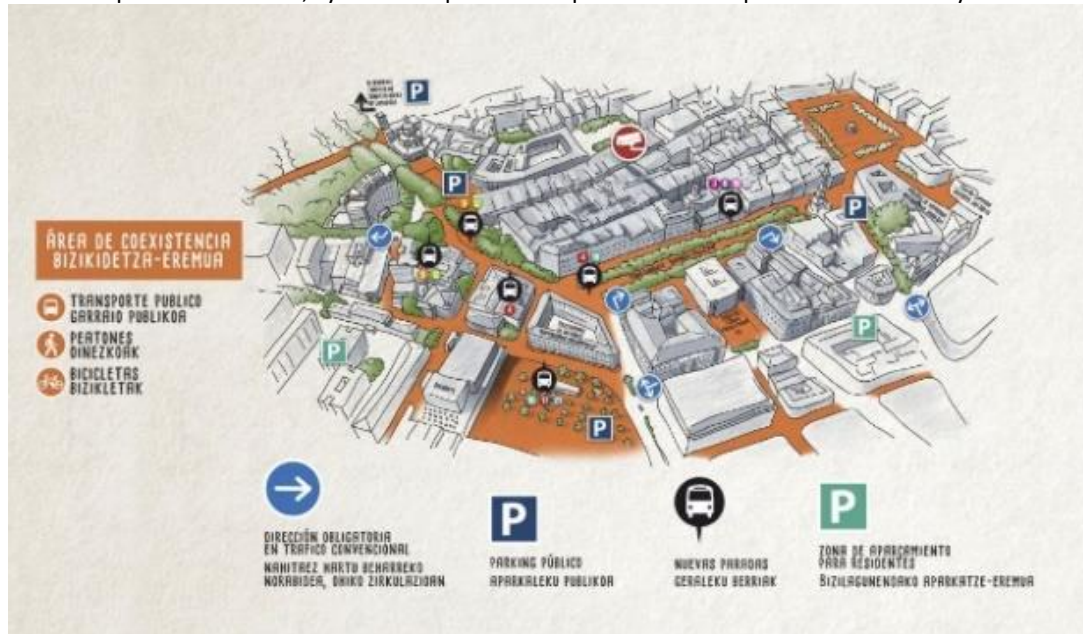 P
P
P
P
P
P
ÁREA DE COEXISTENCIA
BIZIKIDETZA-EREMUA
TRANSPORTE PUBLICO
GARRAIO PUBLIKOA
PEATONES
OINEZKOAK
BICICLETAS
BIZIKLETAK
DIRECCIÓN OBLIGATORIA
EN TRAFICO CONVENCIONAL
NAHITAEZ HARTU BEHARREKO
NORABIDEA, OHIKO ZIRKULAZIOAN
P
PARKING PÚBLICO
APARKALEKU PUBLIKOA
NUEVAS PARADAS
GERALEKU BERRIAK
P
ZONA DE APARCAMIENTO
PARA RESIDENTES
BIZILAGUNENDAKO APARKATZE-EREMUA